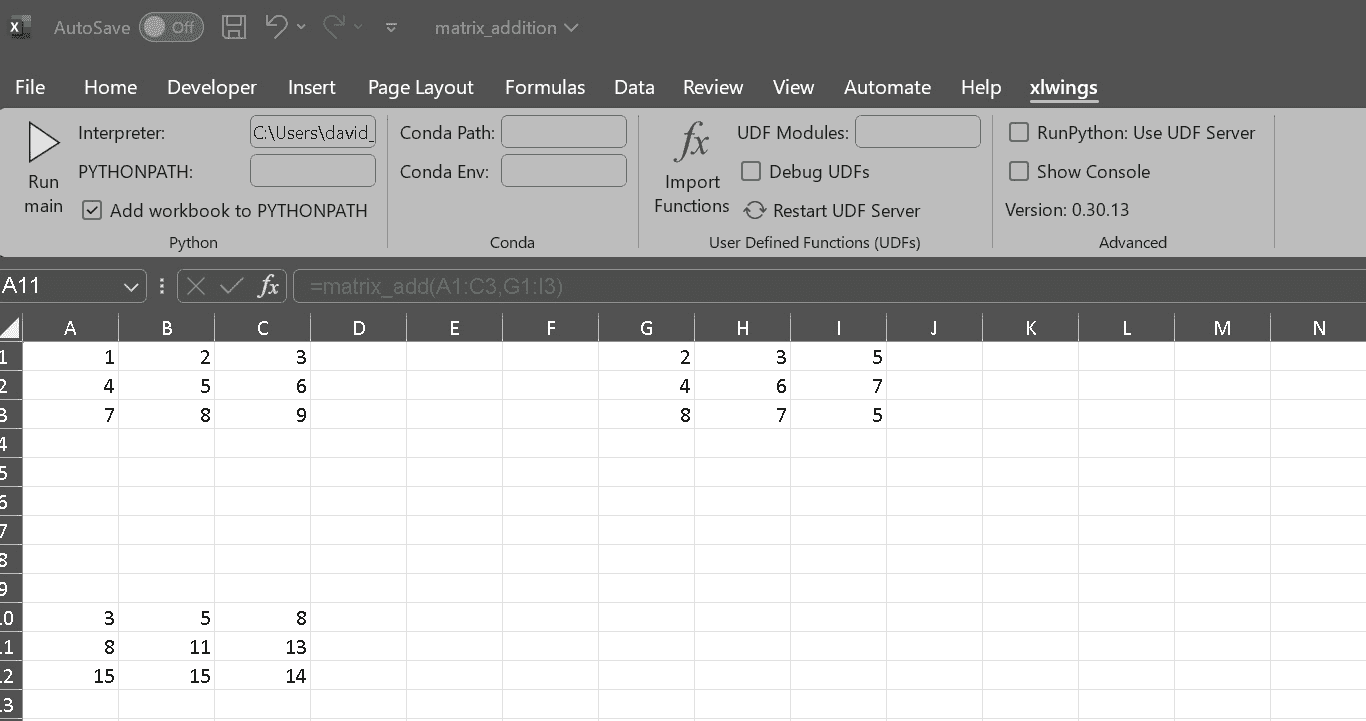 X AutoSave Off matrix_addition
File Home Developer Insert Page Layout Formulas Data Review View Automate Help xlwings
Run main
Interpreter: C:\Users\david_
PYTHONPATH:
Add workbook to PYTHONPATH
Python
Conda Path:
Conda Env:
Conda
fx
Import
Functions
UDF Modules:
Debug UDFs
Restart UDF Server
User Defined Functions (UDFs)
RunPython: Use UDF Server
Show Console
Version: 0.30.13
Advanced
A11 fx =matrix_add(A1:C3,G1:I3)
A B C D E F G H I J K L M N
1 1 2 3 2 3 5
2 4 5 6 4 6 7
3 7 8 9 8 7 5
4
5
6
7
8
9
.0 3 5 8
.1 8 11 13
.2 15 15 14
.3